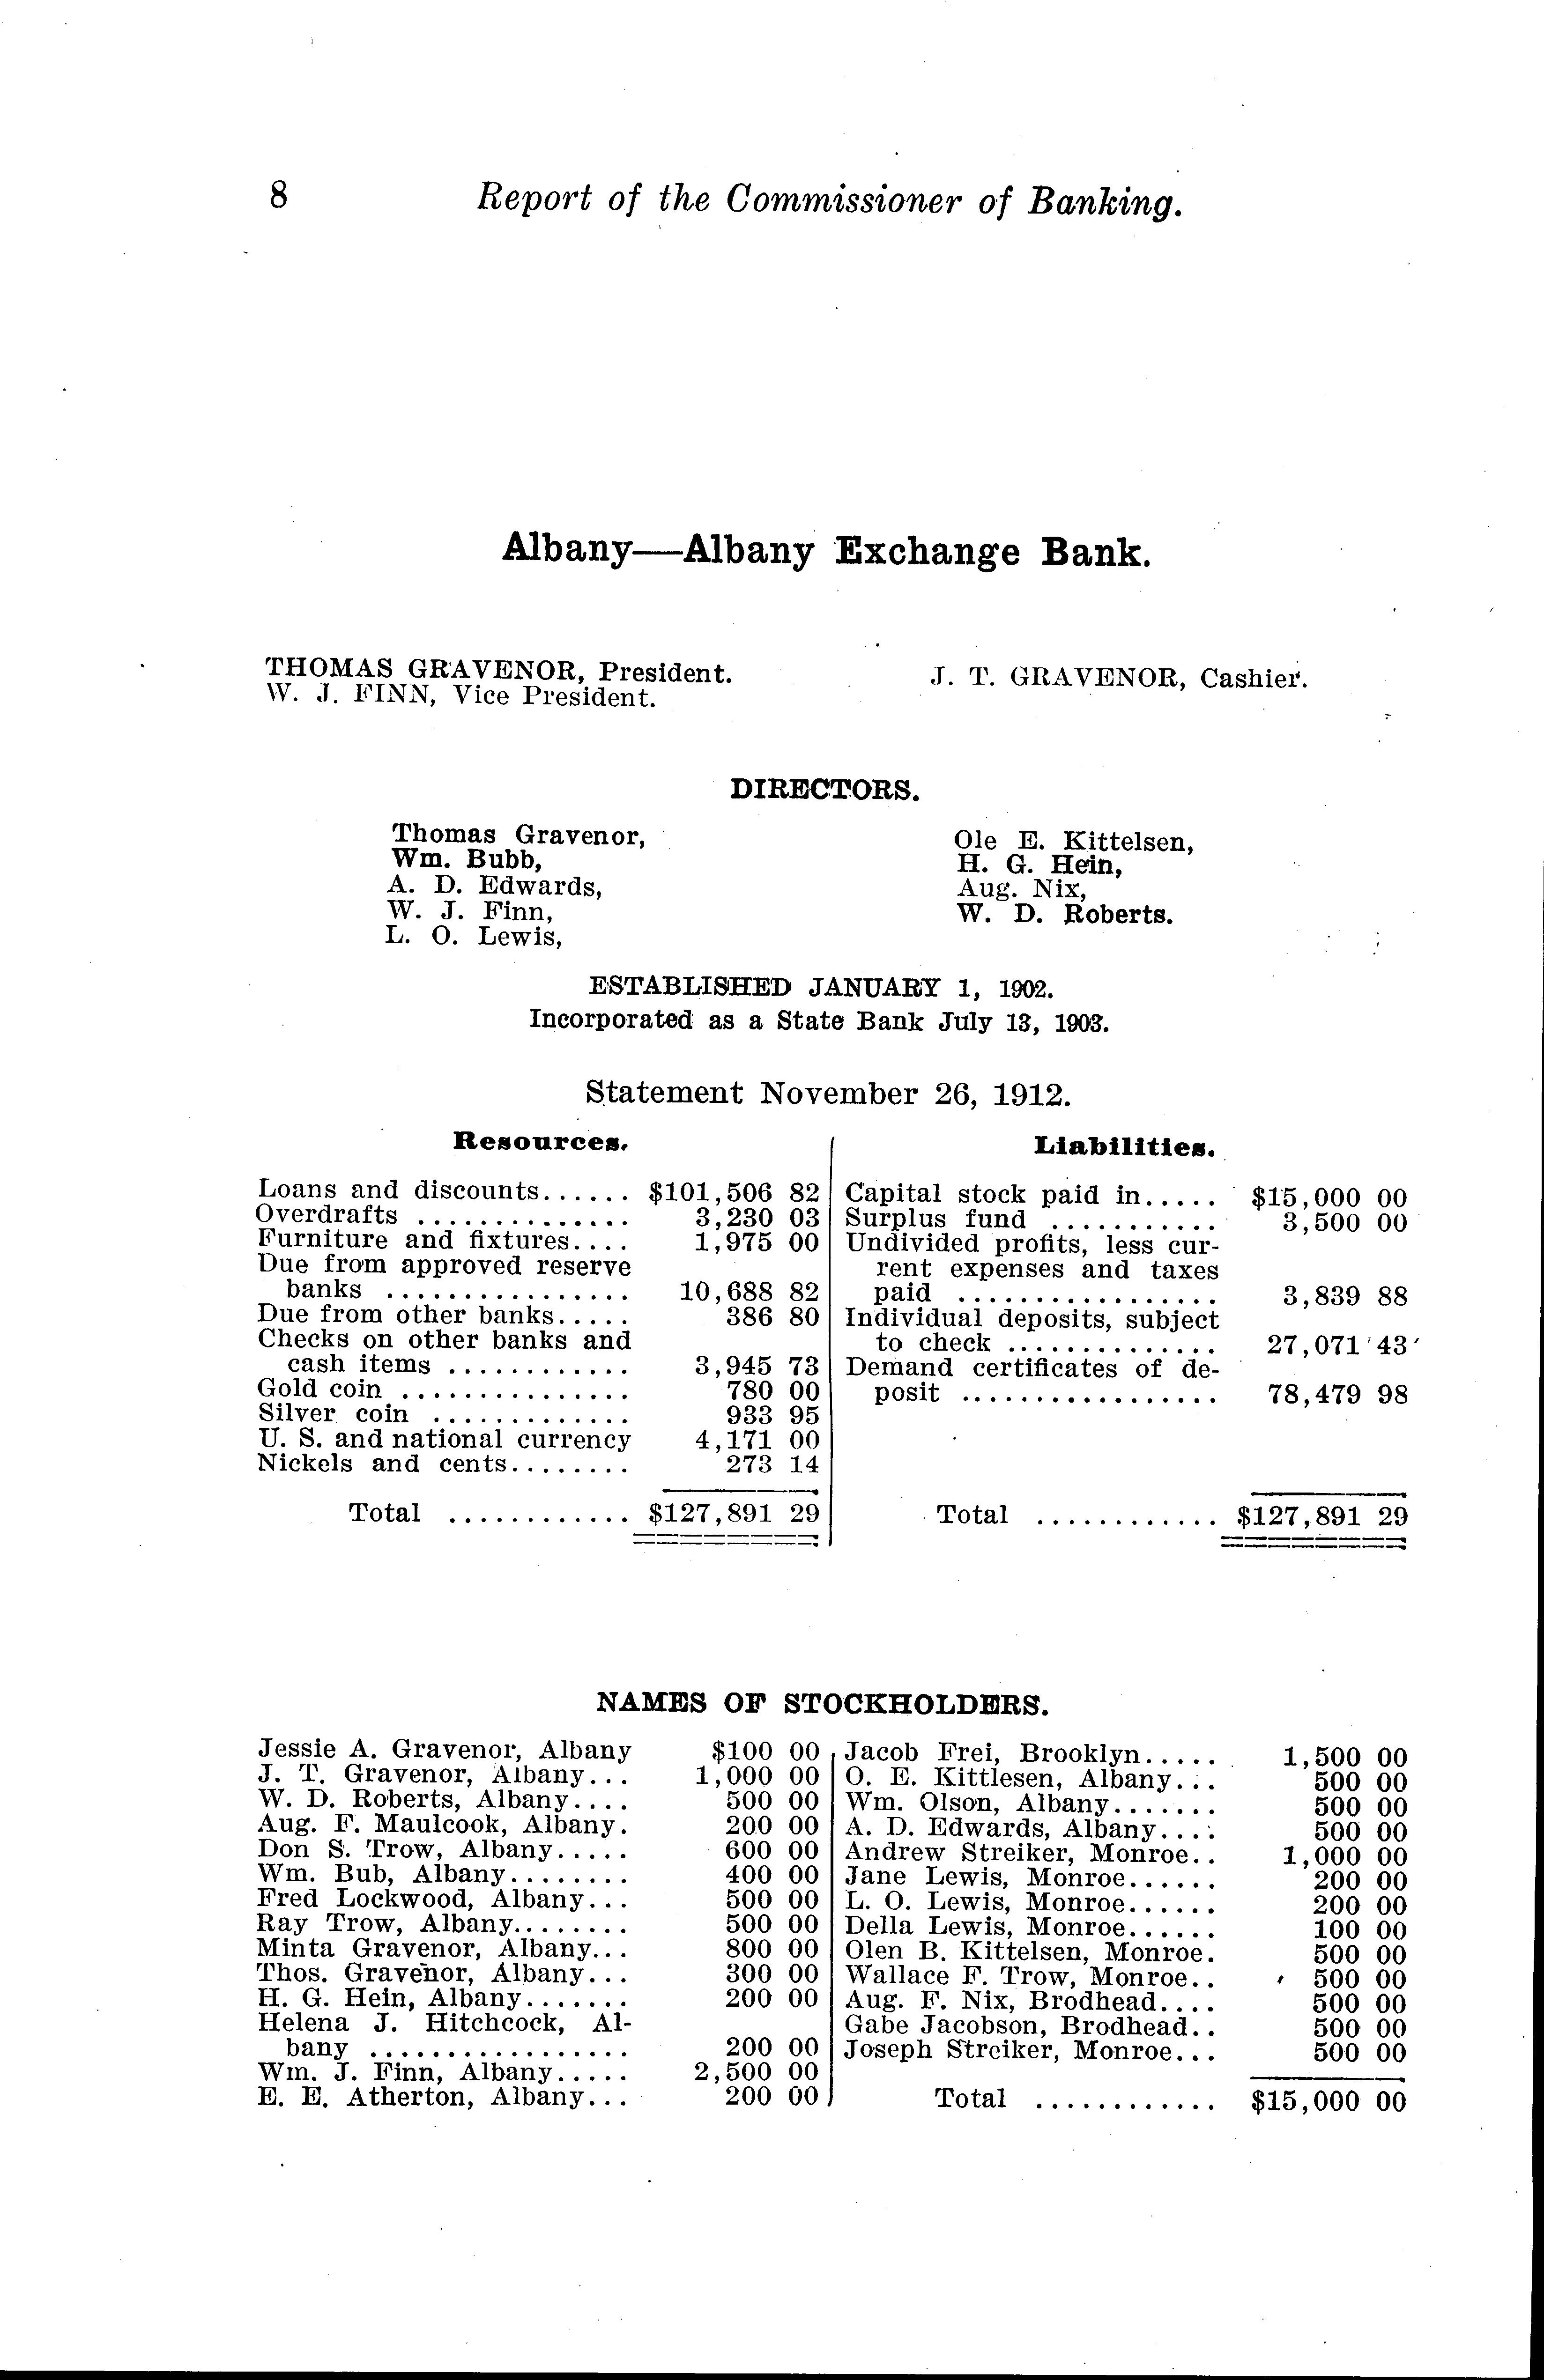 8 Report of the Commissioner of Banking.
Albany—Albany Exchange Bank.
THOMAS GRAVENOR, President.
W. J. FINN, Vice President.
J. T. GRAVENOR, Cashier.
DIRECTORS.
Thomas Gravenor,
Wm. Bubb,
A. D. Edwards,
W. J. Finn,
L. O. Lewis,
Ole E. Kittelsen,
H. G. Hein,
Aug. Nix,
W. D. Roberts.
ESTABLISHED JANUARY 1, 1902.
Incorporated as a State Bank July 13, 1903.
Statement November 26, 1912.
Resources.
Loans and discounts...... $101,506 82
Overdrafts .............. 3,230 03
Furniture and fixtures.... 1,975 00
Due from approved reserve
banks ................ 10,688 82
Due from other banks..... 386 80
Checks on other banks and
cash items ............ 3,945 73
Gold coin ............... 780 00
Silver coin ............. 933 95
U. S. and national currency 4,171 00
Nickels and cents........ 273 14
Total ............ $127,891 29
Liabilities.
Capital stock paid in..... $15,000 00
Surplus fund ........... 3,500 00
Undivided profits, less cur-
rent expenses and taxes
paid ................. 3,839 88
Individual deposits, subject
to check .............. 27,071 43
Demand certificates of de-
posit ................. 78,479 98
Total ............ $127,891 29
NAMES OF STOCKHOLDERS.
Jessie A. Gravenor, Albany $100 00
J. T. Gravenor, Albany... 1,000 00
W. D. Roberts, Albany.... 500 00
Aug. F. Maulcook, Albany. 200 00
Don S. Trow, Albany..... 600 00
Wm. Bub, Albany........ 400 00
Fred Lockwood, Albany... 500 00
Ray Trow, Albany........ 500 00
Minta Gravenor, Albany... 800 00
Thos. Gravenor, Albany... 300 00
H. G. Hein, Albany....... 200 00
Helena J. Hitchcock, Al-
bany ................. 200 00
Wm. J. Finn, Albany..... 2,500 00
E. E. Atherton, Albany... 200 00
Jacob Frei, Brooklyn..... 1,500 00
O. E. Kittlesen, Albany... 500 00
Wm. Olson, Albany....... 500 00
A. D. Edwards, Albany.... 500 00
Andrew Streiker, Monroe.. 1,000 00
Jane Lewis, Monroe...... 200 00
L. O. Lewis, Monroe...... 200 00
Della Lewis, Monroe...... 100 00
Olen B. Kittelsen, Monroe. 500 00
Wallace F. Trow, Monroe.. 500 00
Aug. F. Nix, Brodhead.... 500 00
Gabe Jacobson, Brodhead.. 500 00
Joseph Streiker, Monroe... 500 00
Total ............ $15,000 00